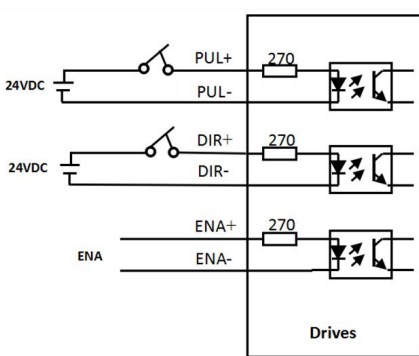 PUL+ 270
24VDC
PUL-
DIR+ 270
24VDC
DIR-
ENA+ 270
ENA
ENA-
Drives